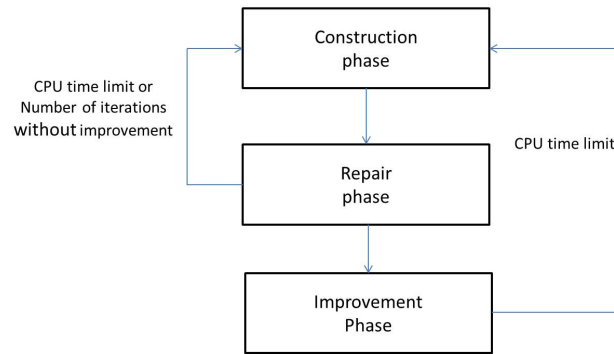 Construction
phase
CPU time limit or
Number of iterations
without improvement
CPU time limit
Repair
phase
Improvement
Phase